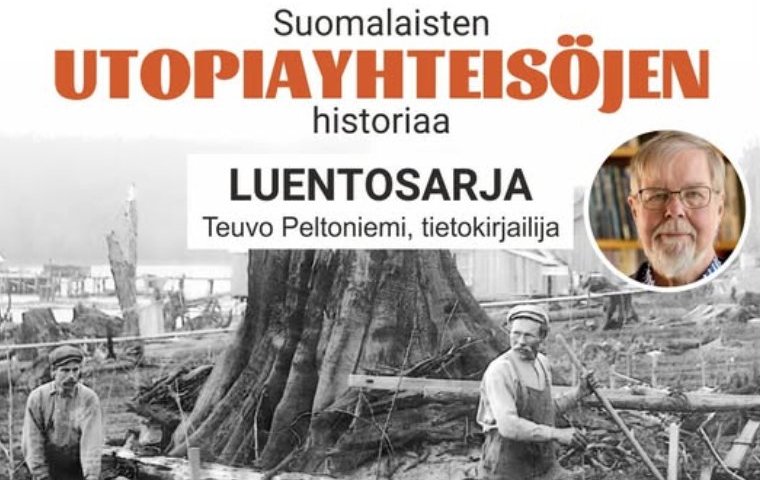 Suomalaisten
UTOPIAYHTEISÖJEN
historiaa
LUENTOSARJA
Teuvo Peltoniemi, tietokirjailija